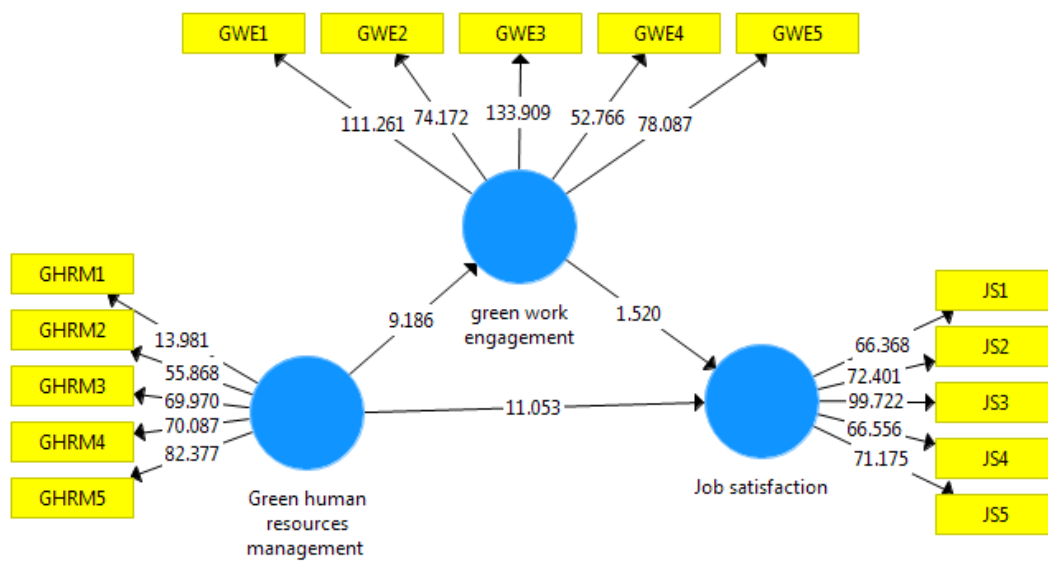 GWE1
GWE2
GWE3
GWE4
GWE5
111.261
74.172
133.909
52.766
78.087
green work
engagement
9.186
1.520
GHRM1
GHRM2
GHRM3
GHRM4
GHRM5
13.981
55.868
69.970
70.087
82.377
Green human
resources
management
11.053
Job satisfaction
66.368
72.401
99.722
66.556
71.175
JS1
JS2
JS3
JS4
JS5